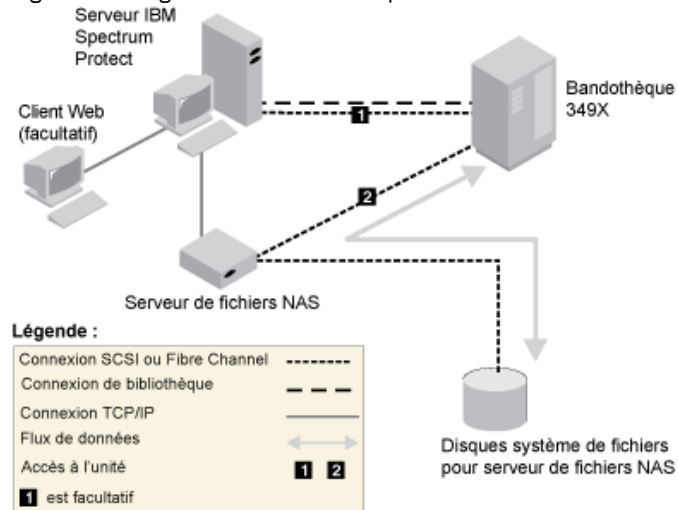 Serveur IBM
Spectrum
Protect
Bandothèque
349X
Client Web
(facultatif)
1
2
Serveur de fichiers NAS
Légende :
Connexion SCSI ou Fibre Channel
Connexion de bibliothèque
Connexion TCP/IP
Flux de données
Accès à l'unité 1 2
1 est facultatif
Disques système de fichiers
pour serveur de fichiers NAS